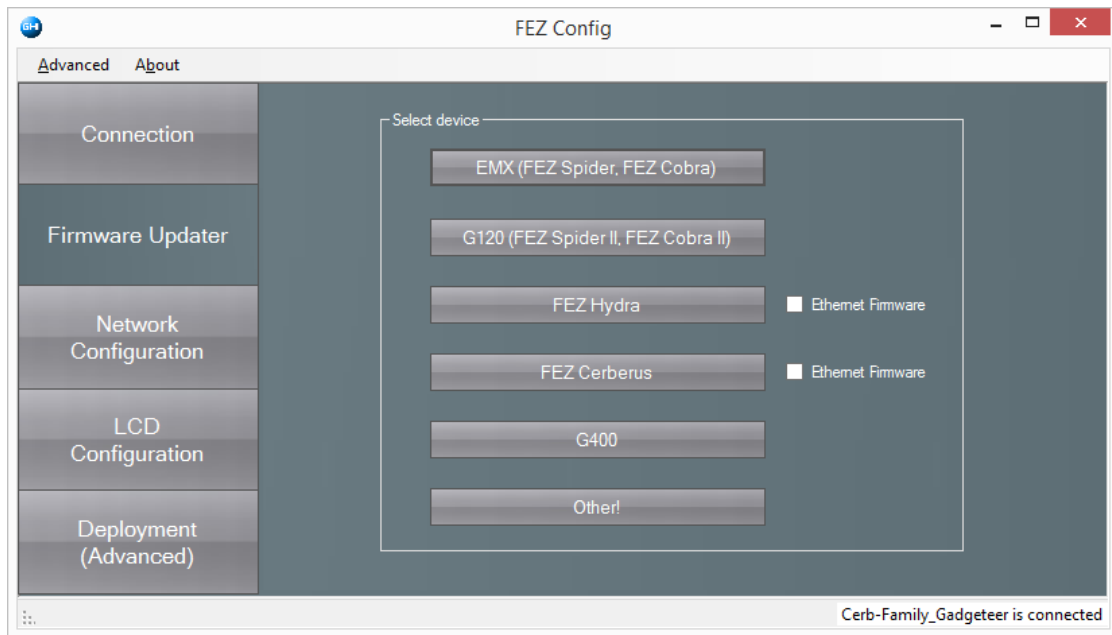 GHI
FEZ Config
Advanced About
Connection
Firmware Updater
Network
Configuration
LCD
Configuration
Deployment
(Advanced)
Select device
EMX (FEZ Spider, FEZ Cobra)
G120 (FEZ Spider II, FEZ Cobra II)
FEZ Hydra
Ethernet Firmware
FEZ Cerberus
Ethernet Firmware
G400
Other!
Cerb-Family_Gadgeteer is connected